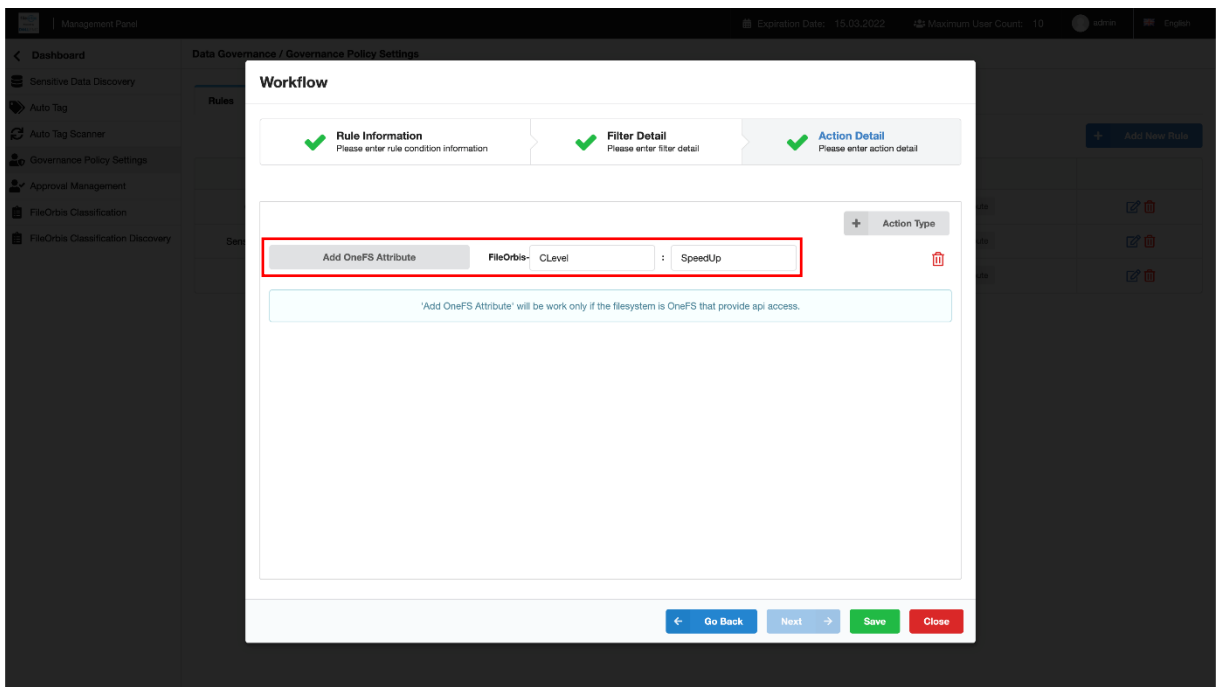 Management Panel
Expiration Date: 15.03.2022
Maximum User Count: 10
admin
English
Dashboard
Data Governance / Governance Policy Settings
Sensitive Data Discovery
Auto Tag
Auto Tag Scanner
Governance Policy Settings
Approval Management
FileOrbis Classification
FileOrbis Classification Discovery
Rules
+ Add New Rule
Workflow
Rule Information
Please enter rule condition information
Filter Detail
Please enter filter detail
Action Detail
Please enter action detail
+ Action Type
Add OneFS Attribute FileOrbis- CLevel : SpeedUp
'Add OneFS Attribute' will be work only if the filesystem is OneFS that provide api access.
← Go Back
Next →
Save
Close